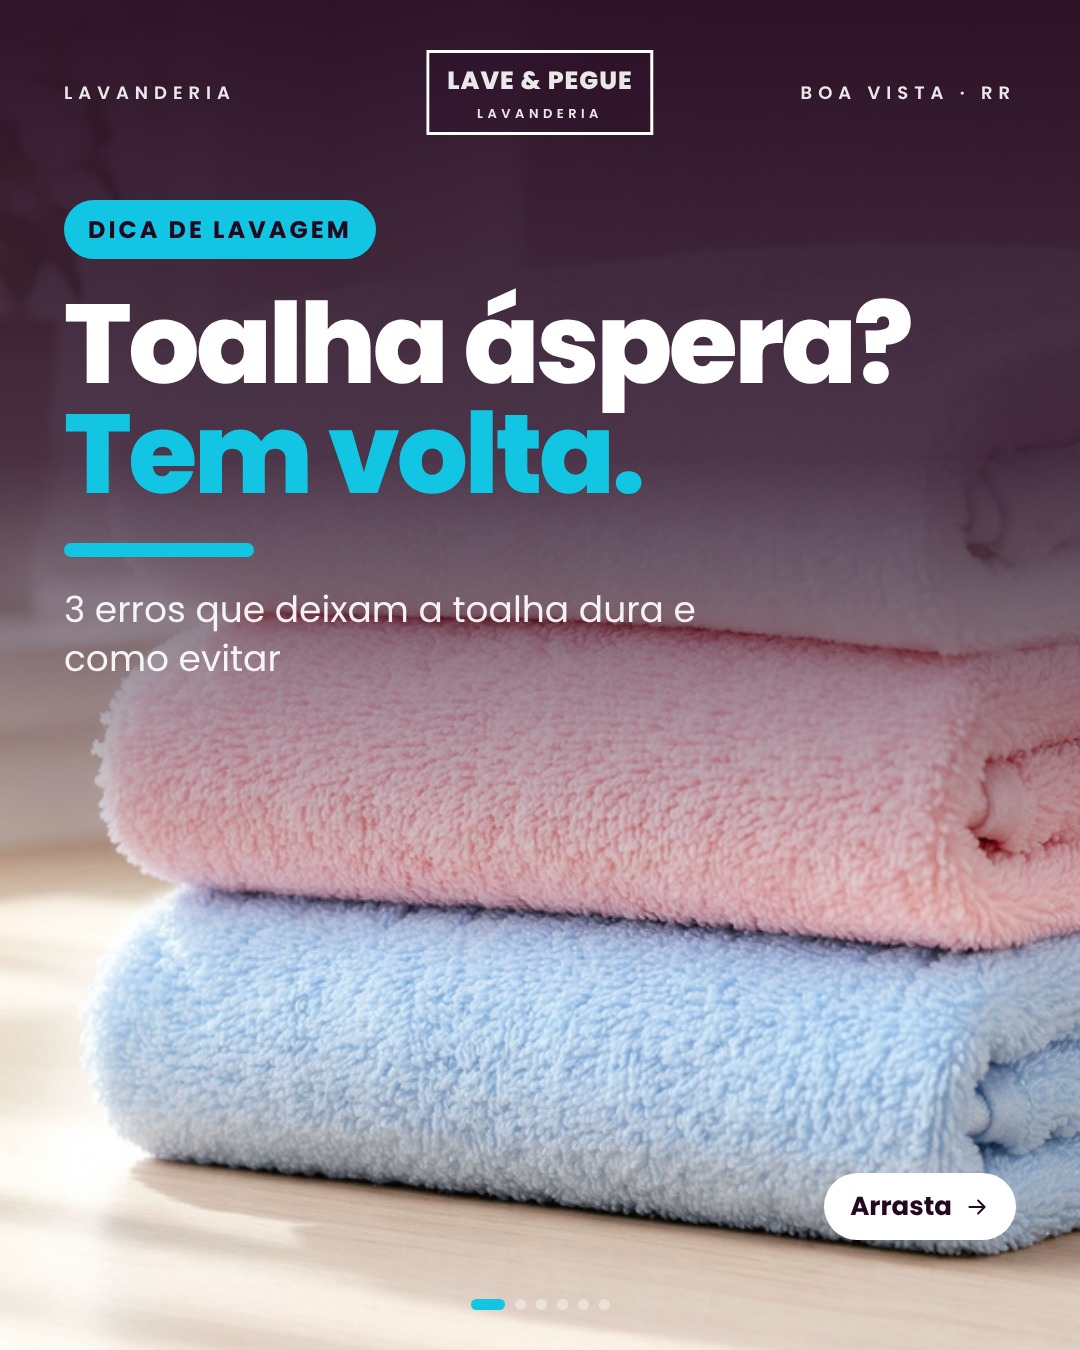 LAVANDERIA
LAVE & PEGUE
LAVANDERIA
BOA VISTA · RR
DICA DE LAVAGEM
Toalha áspera?
Tem volta.
3 erros que deixam a toalha dura e
como evitar
Arrasta →